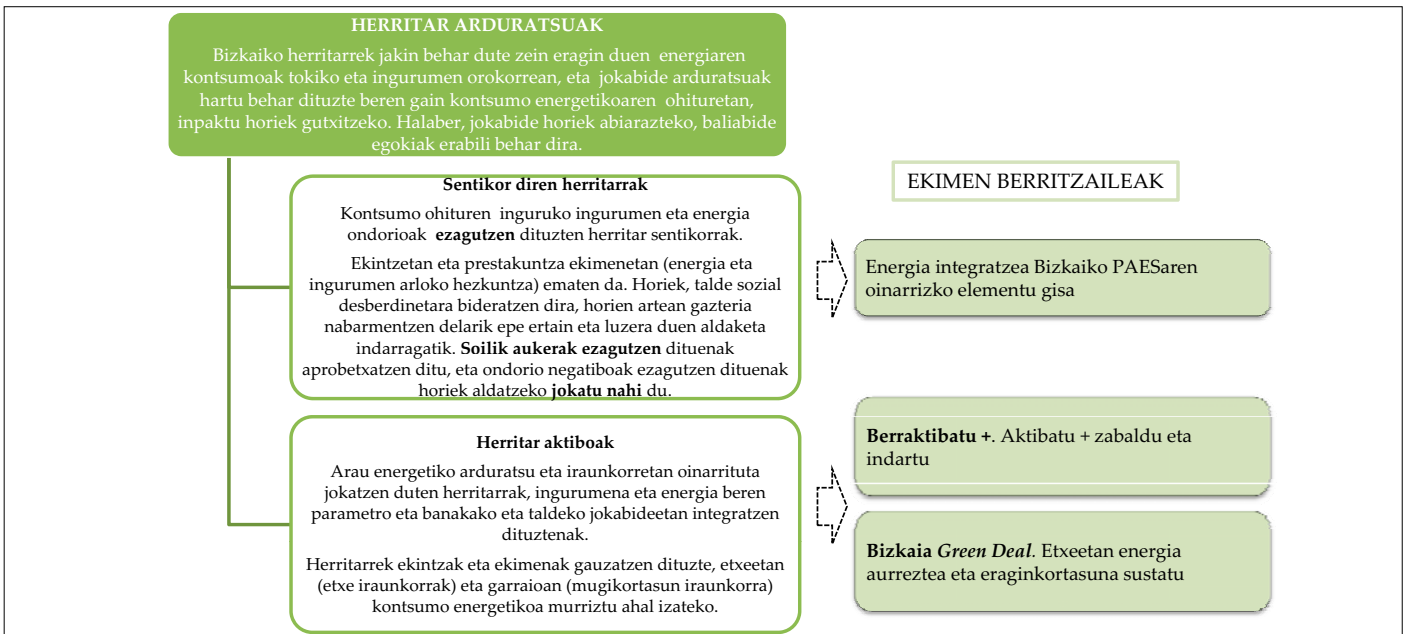 HERRITAR ARDURATSUAK
Bizkaiko herritarrek jakin behar dute zein eragin duen energiaren
kontsumoak tokiko eta ingurumen orokorrean, eta jokabide arduratsuak
hartu behar dituzte beren gain kontsumo energetikoaren ohituretan,
inpaktu horiek gutxitzeko. Halaber, jokabide horiek abiarazteko, baliabide
egokiak erabili behar dira.
Sentikor diren herritarrak
Kontsumo ohituren inguruko ingurumen eta energia
ondorioak ezagutzen dituzten herritar sentikorrak.
Ekintzetan eta prestakuntza ekimenetan (energia eta
ingurumen arloko hezkuntza) ematen da. Horiek, talde sozial
desberdinetara bideratzen dira, horien artean gazteria
nabarmentzen delarik epe ertain eta luzera duen aldaketa
indarragatik. Soilik aukerak ezagutzen dituenak
aprobetxatzen ditu, eta ondorio negatiboak ezagutzen dituenak
horiek aldatzeko jokatu nahi du.
EKIMEN BERRITZAILEAK
Energia integratzea Bizkaiko PAESaren
oinarrizko elementu gisa
Herritar aktiboak
Arau energetiko arduratsu eta iraunkorretan oinarrituta
jokatzen duten herritarrak, ingurumena eta energia beren
parametro eta banakako eta taldeko jokabideetan integratzen
dituztenak.
Herritarrek ekintzak eta ekimenak gauzatzen dituzte, etxeetan
(etxe iraunkorrak) eta garraioan (mugikortasun iraunkorra)
kontsumo energetikoa murriztu ahal izateko.
Berraktibatu +. Aktibatu + zabaldu eta
indartu
Bizkaia Green Deal. Etxeetan energia
aurreztea eta eraginkortasuna sustatu